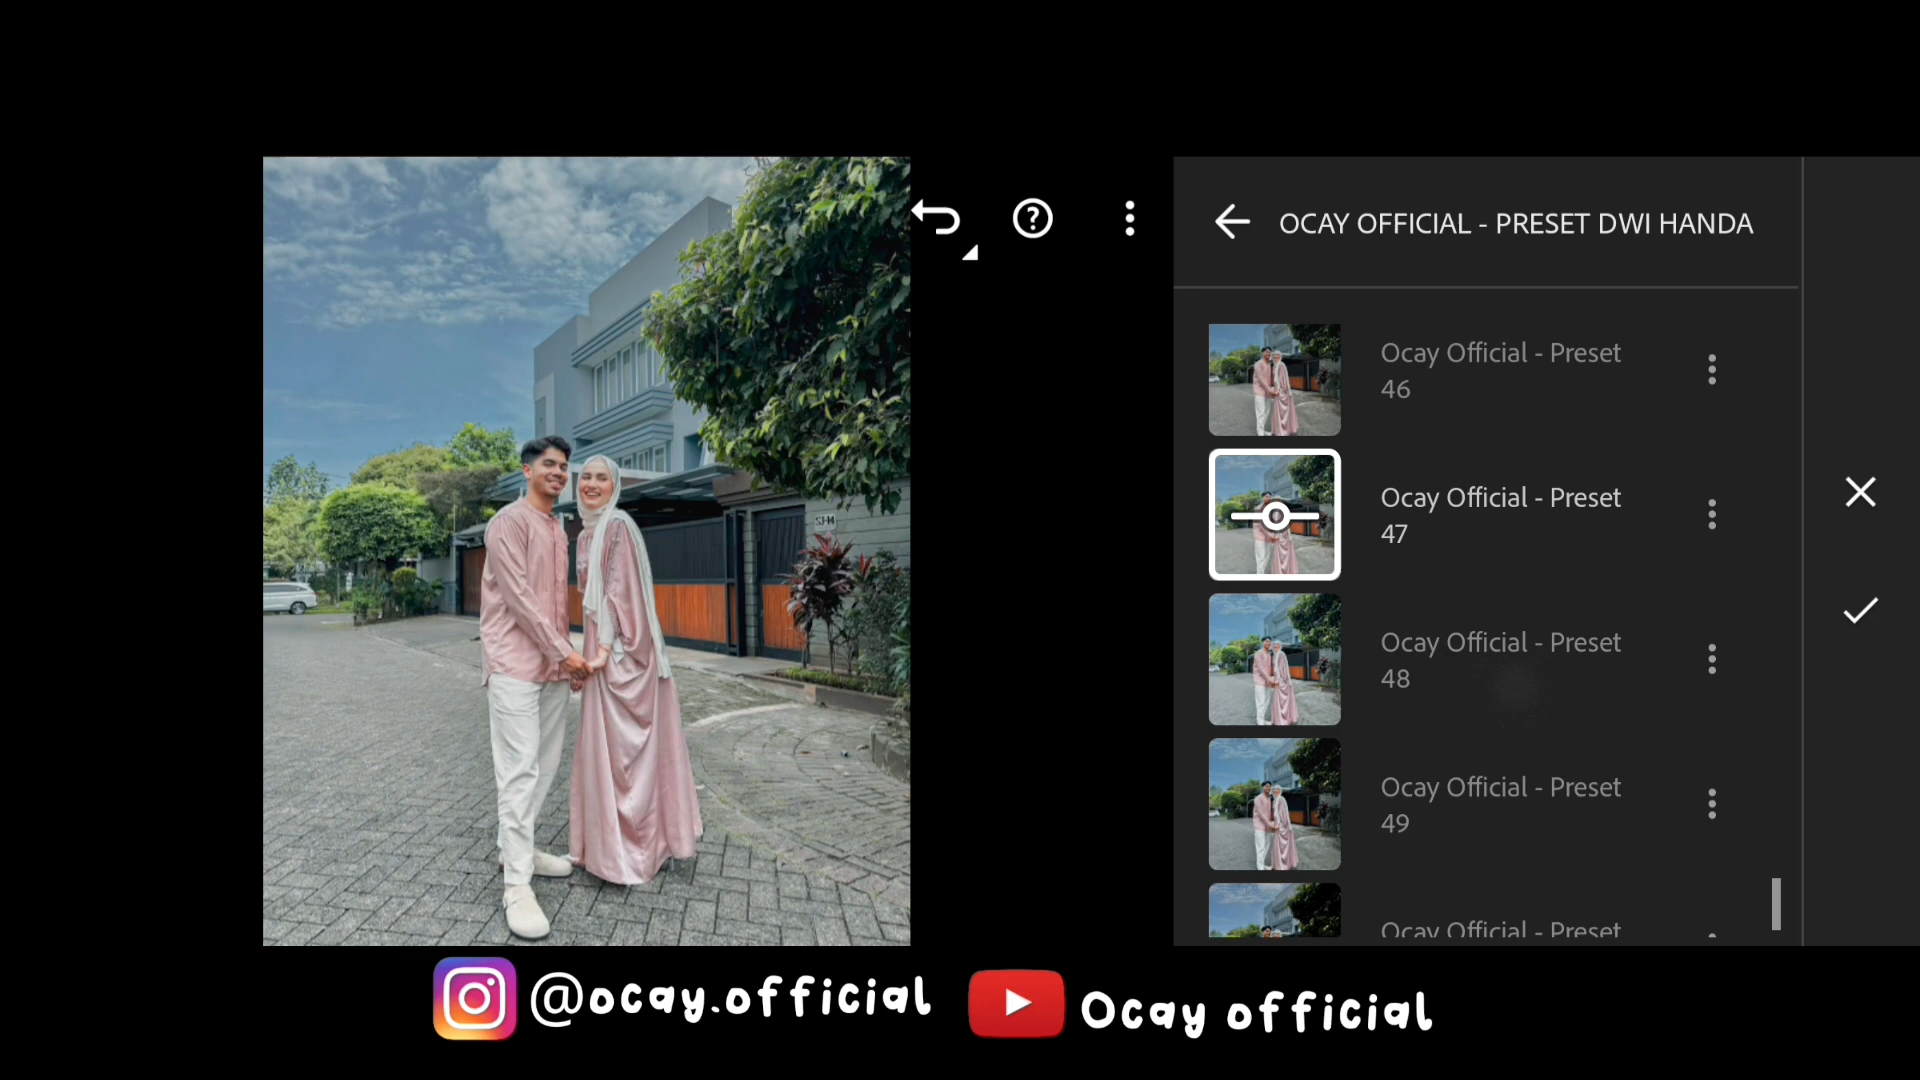 OCAY OFFICIAL - PRESET DWI HANDA
Ocay Official - Preset
46
Ocay Official - Preset
47
Ocay Official - Preset
48
Ocay Official - Preset
49
Ocay Official - Preset
@ocay.official
Ocay official